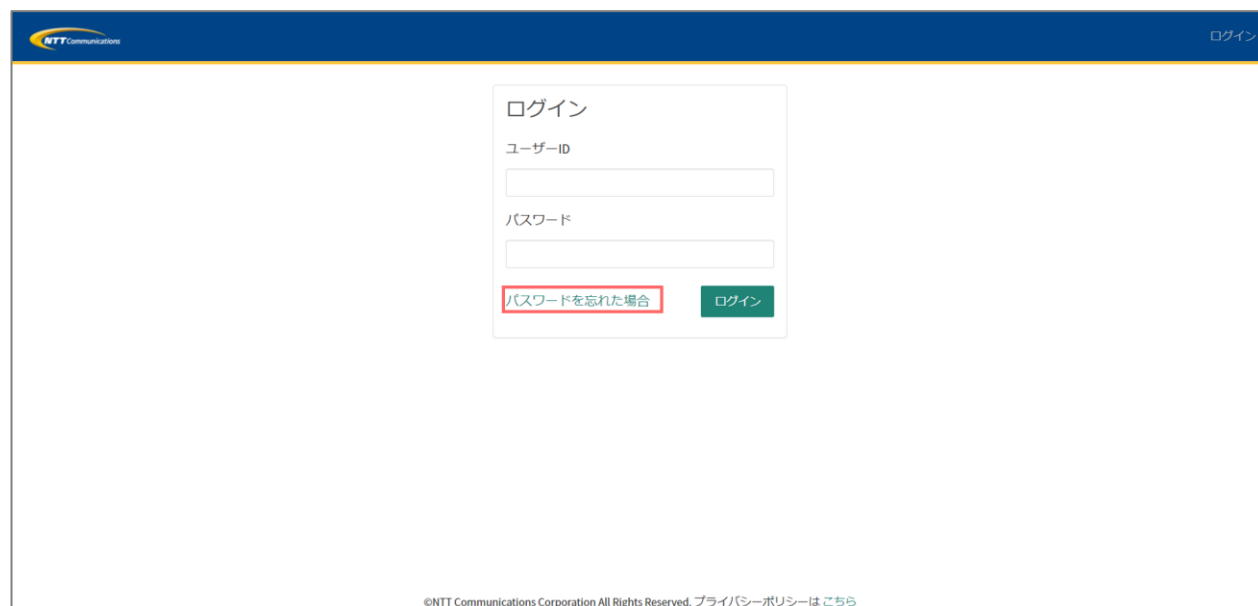 NTT Communications
ログイン
ログイン
ユーザーID
パスワード
パスワードを忘れた場合 ログイン
©NTT Communications Corporation All Rights Reserved. プライバシーポリシーは こちら